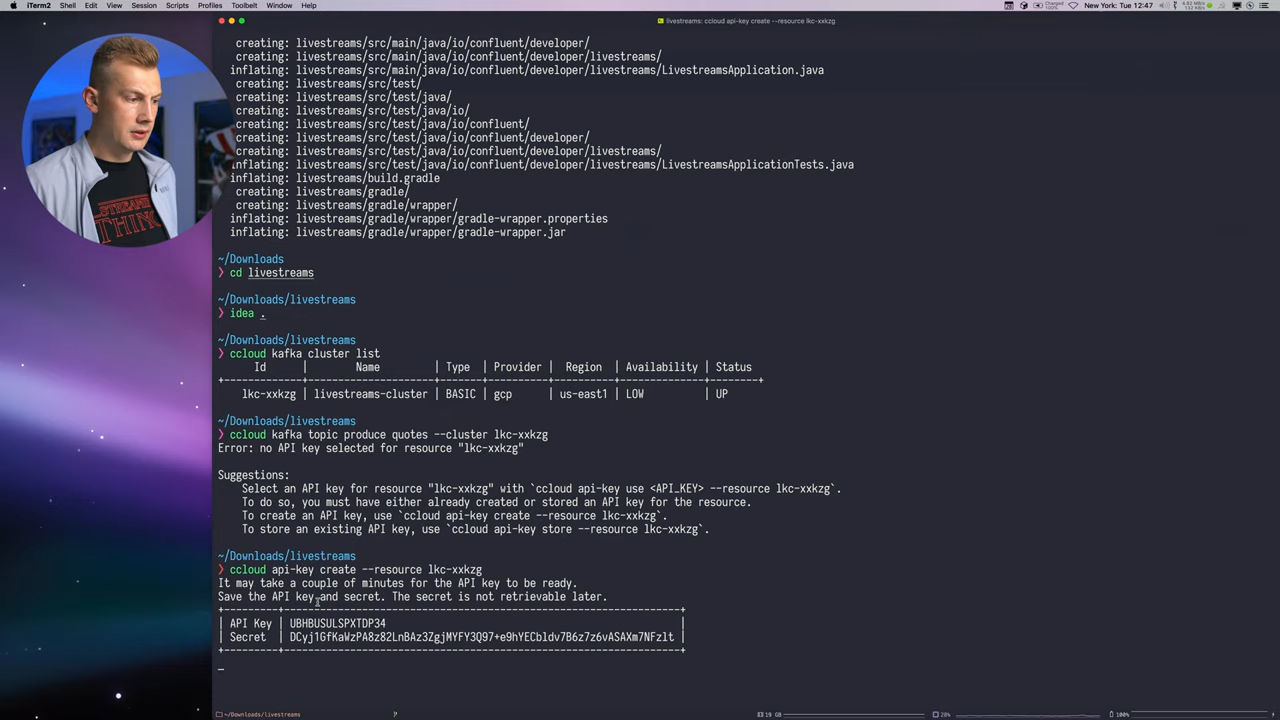 iTerm2 Shell Edit View Session Scripts Profiles Toolbelt Window Help
New York: Tue 12:47
livestreams: ccloud api-key create --resource lkc-xxkzg
creating: livestreams/src/main/java/io/confluent/developer/
creating: livestreams/src/main/java/io/confluent/developer/livestreams/
inflating: livestreams/src/main/java/io/confluent/developer/livestreams/LivestreamsApplication.java
creating: livestreams/src/test/
creating: livestreams/src/test/java/
creating: livestreams/src/test/java/io/
creating: livestreams/src/test/java/io/confluent/
creating: livestreams/src/test/java/io/confluent/developer/
creating: livestreams/src/test/java/io/confluent/developer/livestreams/
inflating: livestreams/src/test/java/io/confluent/developer/livestreams/LivestreamsApplicationTests.java
inflating: livestreams/build.gradle
creating: livestreams/gradle/
creating: livestreams/gradle/wrapper/
inflating: livestreams/gradle/wrapper/gradle-wrapper.properties
inflating: livestreams/gradle/wrapper/gradle-wrapper.jar
~/Downloads
❯ cd livestreams
~/Downloads/livestreams
❯ idea .
~/Downloads/livestreams
❯ ccloud kafka cluster list
Id | Name | Type | Provider | Region | Availability | Status
+-----------+--------------------+-------+----------+----------+--------------+--------+
lkc-xxkzg | livestreams-cluster | BASIC | gcp | us-east1 | LOW | UP
~/Downloads/livestreams
❯ ccloud kafka topic produce quotes --cluster lkc-xxkzg
Error: no API key selected for resource "lkc-xxkzg"
Suggestions:
Select an API key for resource "lkc-xxkzg" with `ccloud api-key use <API_KEY> --resource lkc-xxkzg`.
To do so, you must have either already created or stored an API key for the resource.
To create an API key, use `ccloud api-key create --resource lkc-xxkzg`.
To store an existing API key, use `ccloud api-key store --resource lkc-xxkzg`.
~/Downloads/livestreams
❯ ccloud api-key create --resource lkc-xxkzg
It may take a couple of minutes for the API key to be ready.
Save the API key and secret. The secret is not retrievable later.
+---------+------------------------------------------------------------------+
| API Key | UBHBUSULSPXTDP34 |
| Secret | DCyj1GfKaWzPA8z82LnBAz3ZgjMYFY3Q97+e9hYECbldv7B6z7z6vASAXm7NFzlt |
+---------+------------------------------------------------------------------+
~/Downloads/livestreams
19 GB
28%
100%